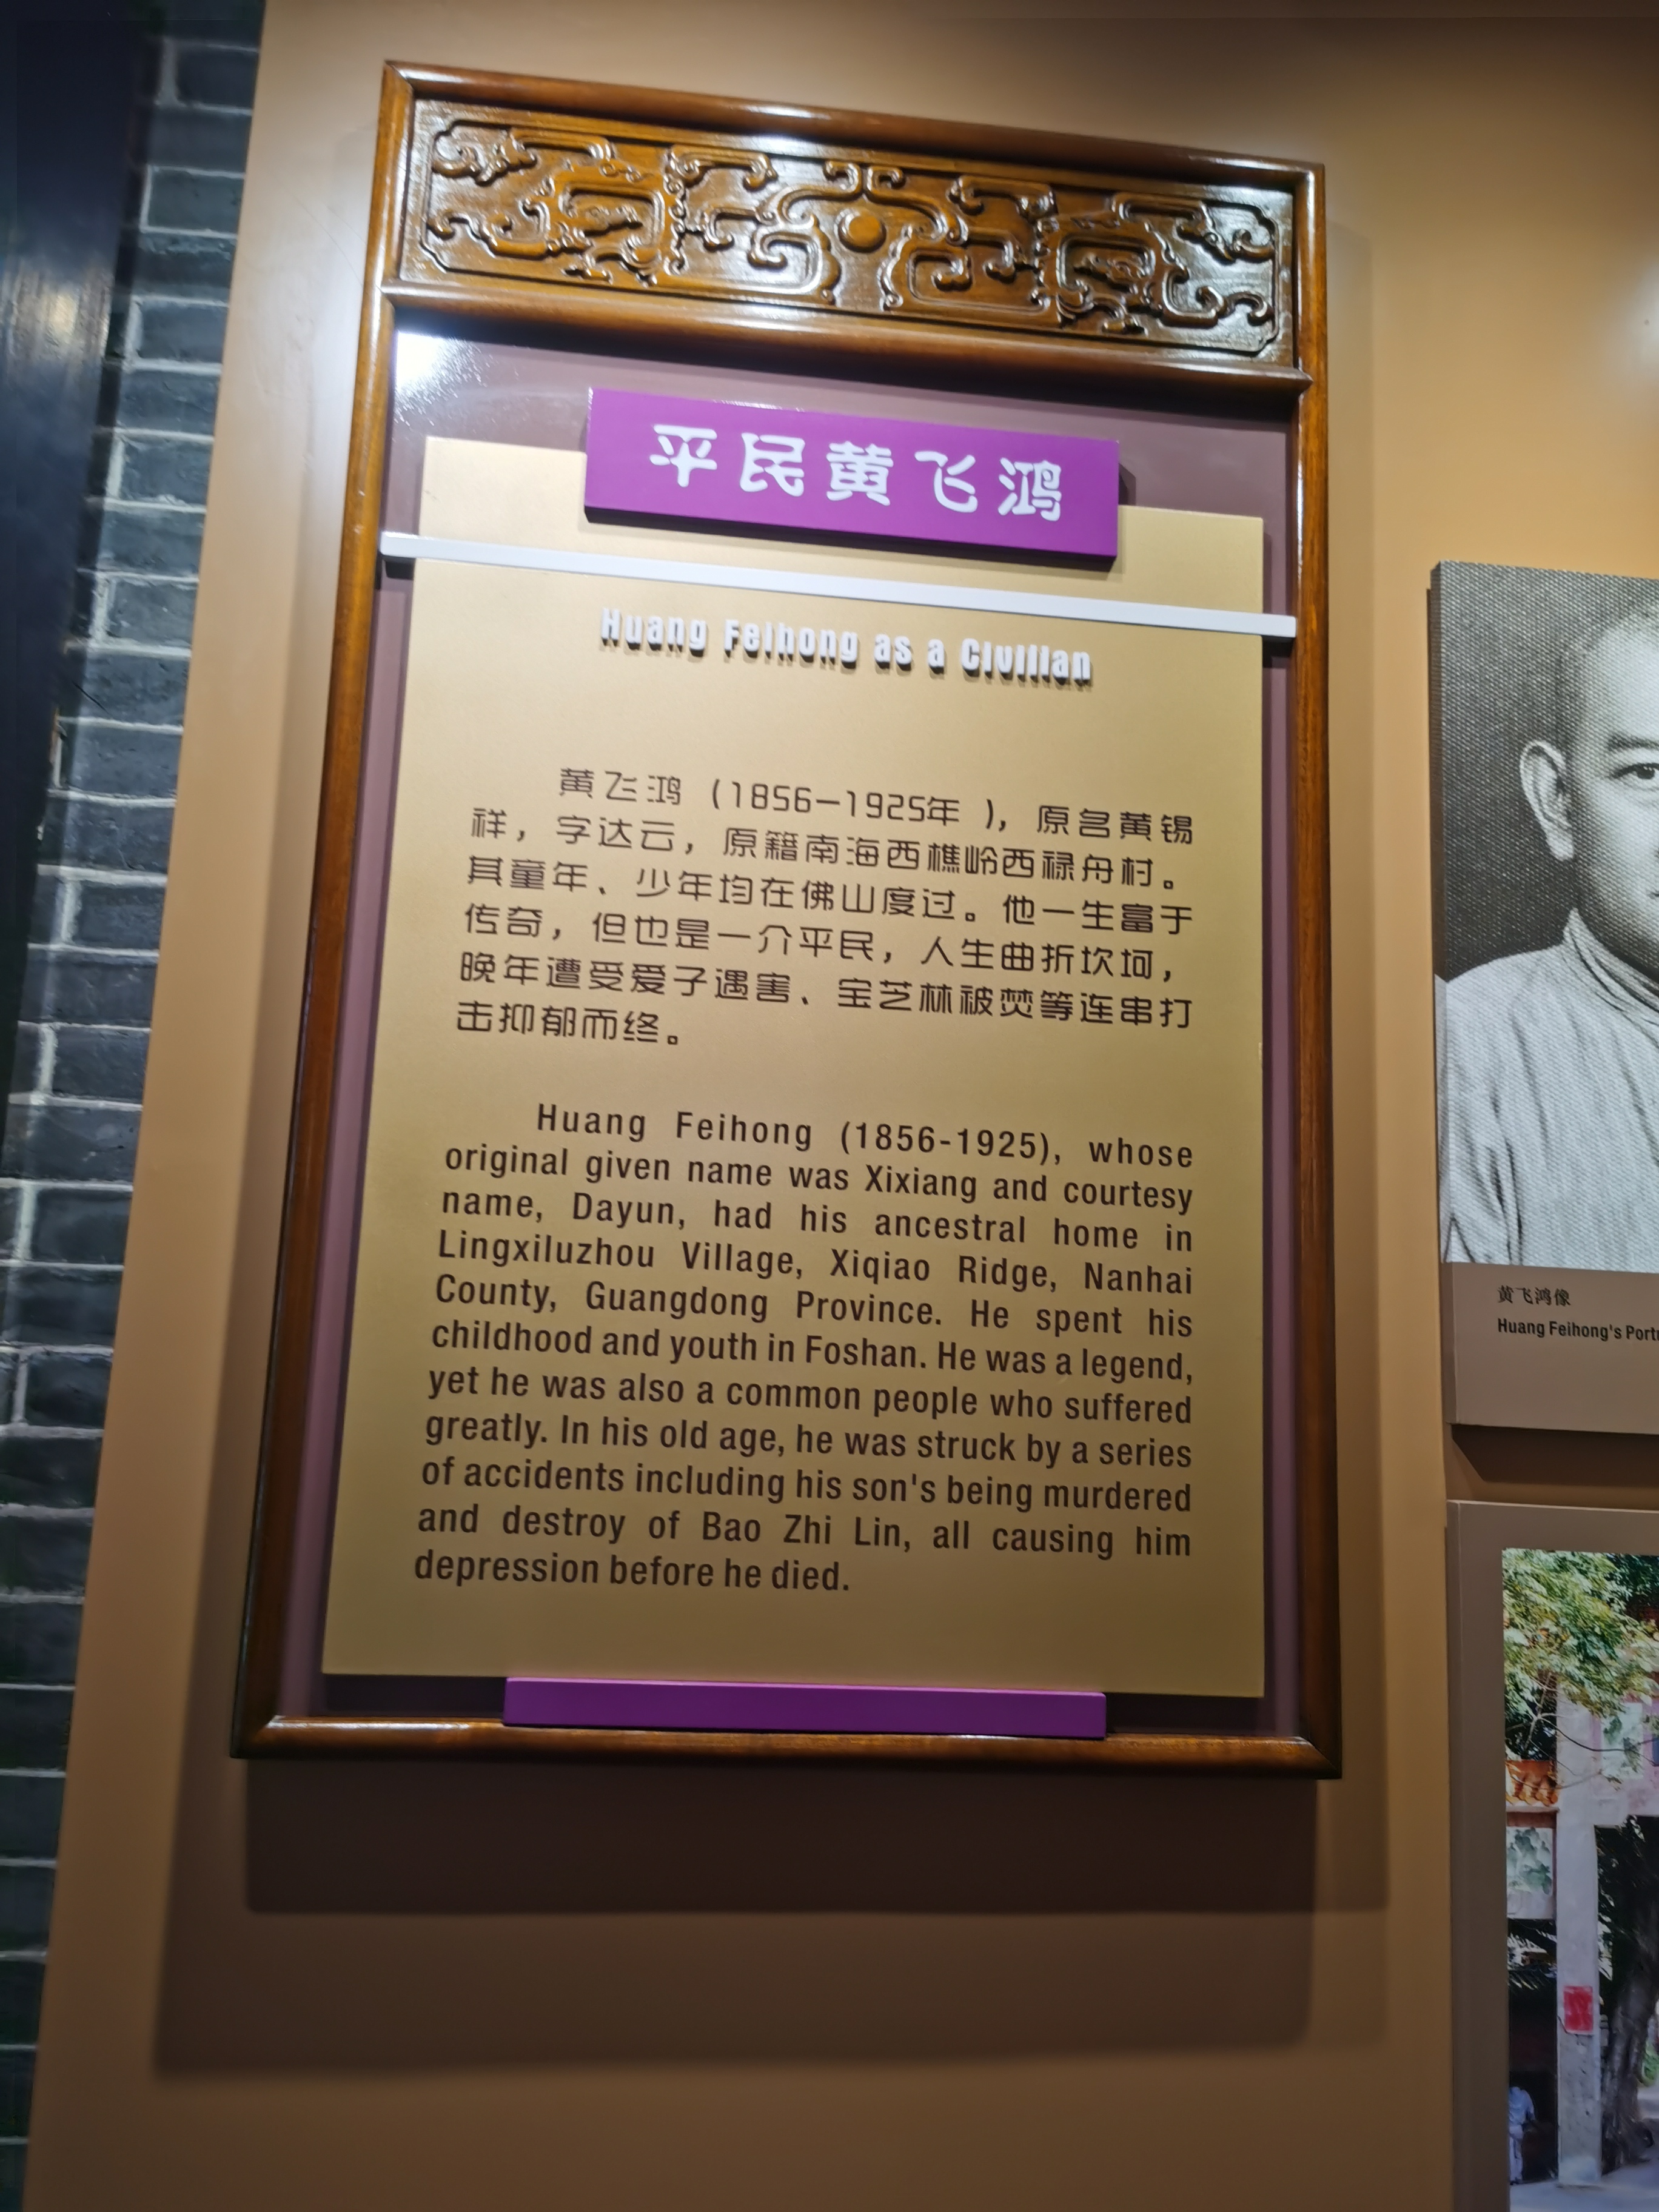 平民黄飞鸿
Huang Feihong as a Civilian
黄飞鸿（1856—1925年），原名黄锡
祥，字达云，原籍南海西樵岭西禄舟村。
其童年、少年均在佛山度过。他一生富于
传奇，但也是一介平民，人生曲折坎坷，
晚年遭受爱子遇害、宝芝林被焚等连串打
击抑郁而终。
Huang Feihong (1856-1925), whose
original given name was Xixiang and courtesy
name, Dayun, had his ancestral home in
Lingxiluzhou Village, Xiqiao Ridge, Nanhai
County, Guangdong Province. He spent his
childhood and youth in Foshan. He was a legend,
yet he was also a common people who suffered
greatly. In his old age, he was struck by a series
of accidents including his son's being murdered
and destroy of Bao Zhi Lin, all causing him
depression before he died.
黄飞鸿像
Huang Feihong's